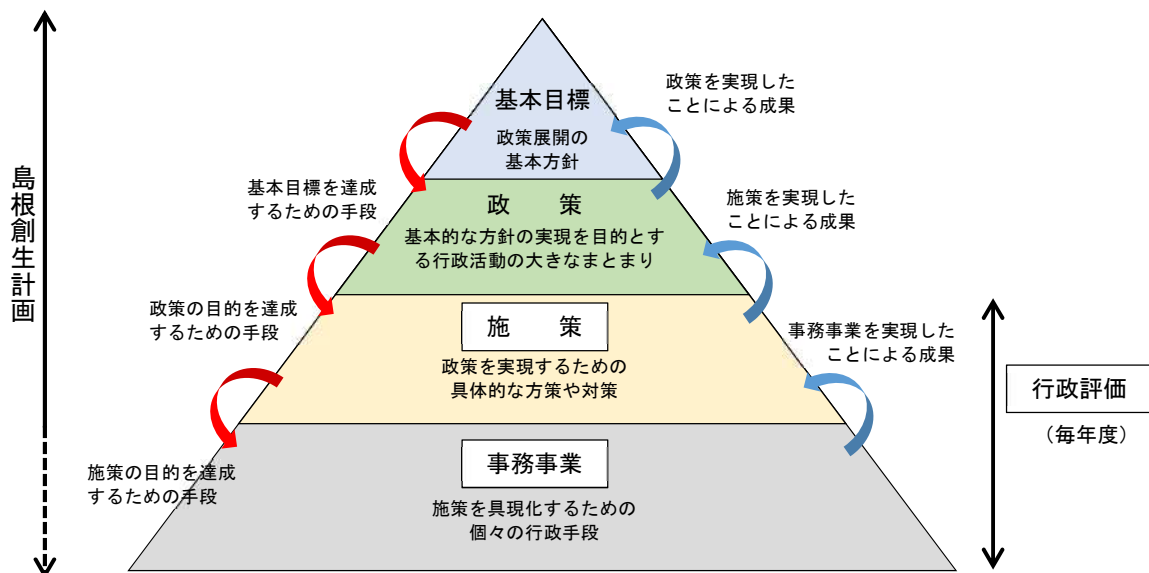 島根創生計画
基本目標
政策展開の
基本方針
政策を実現した
ことによる成果
基本目標を達成
するための手段
政　　策
基本的な方針の実現を目的とす
る行政活動の大きなまとまり
施策を実現した
ことによる成果
政策の目的を達成
するための手段
施　　策
政策を実現するための
具体的な方策や対策
事務事業を実現した
ことによる成果
施策の目的を達成
するための手段
事務事業
施策を具現化するための
個々の行政手段
行政評価
（毎年度）